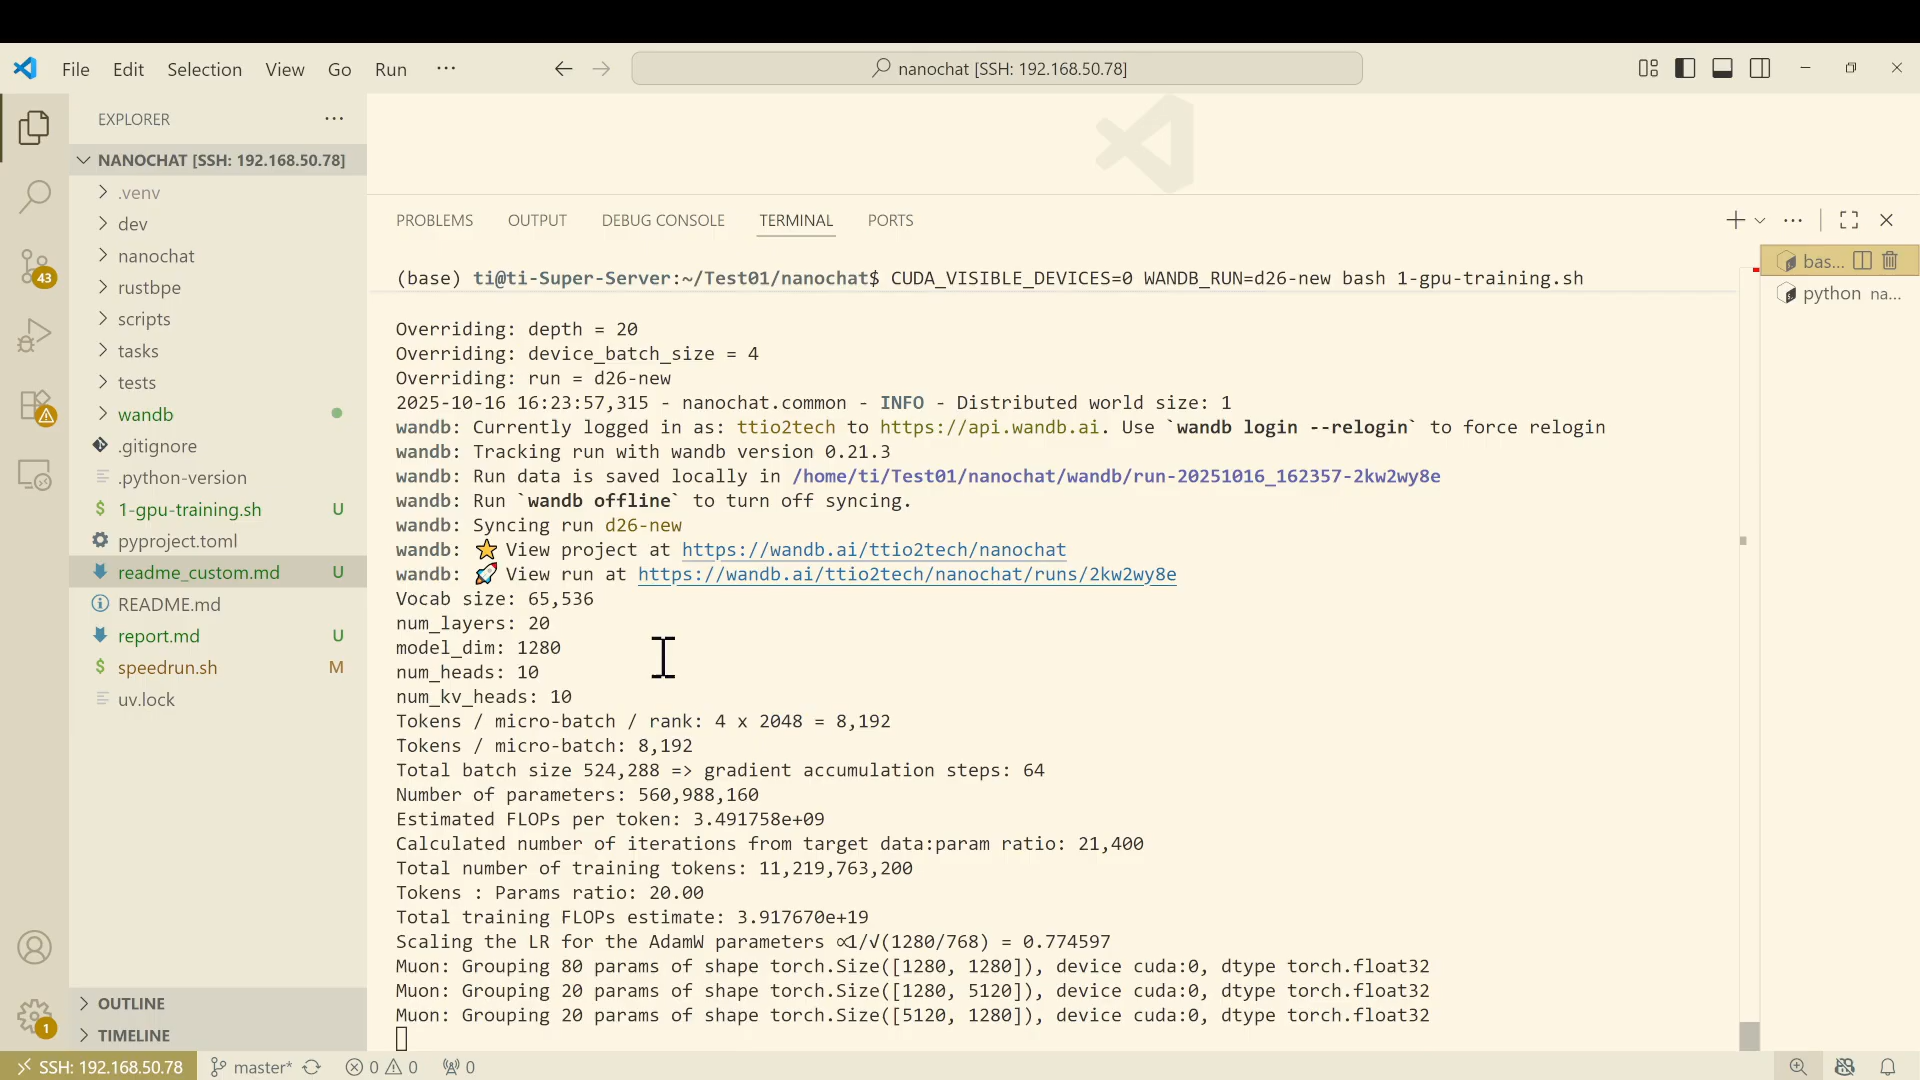 File Edit Selection View Go Run ···
nanochat [SSH: 192.168.50.78]
EXPLORER
NANOCHAT [SSH: 192.168.50.78]
.venv
dev
nanochat
rustbpe
scripts
tasks
tests
wandb
.gitignore
.python-version
1-gpu-training.sh U
pyproject.toml
readme_custom.md U
README.md
report.md U
speedrun.sh M
uv.lock
OUTLINE
TIMELINE
43
1
PROBLEMS OUTPUT DEBUG CONSOLE TERMINAL PORTS
bas...
python na...
(base) ti@ti-Super-Server:~/Test01/nanochat$ CUDA_VISIBLE_DEVICES=0 WANDB_RUN=d26-new bash 1-gpu-training.sh
Overriding: depth = 20
Overriding: device_batch_size = 4
Overriding: run = d26-new
2025-10-16 16:23:57,315 - nanochat.common - INFO - Distributed world size: 1
wandb: Currently logged in as: ttio2tech to https://api.wandb.ai. Use `wandb login --relogin` to force relogin
wandb: Tracking run with wandb version 0.21.3
wandb: Run data is saved locally in /home/ti/Test01/nanochat/wandb/run-20251016_162357-2kw2wy8e
wandb: Run `wandb offline` to turn off syncing.
wandb: Syncing run d26-new
wandb: ⭐ View project at https://wandb.ai/ttio2tech/nanochat
wandb: 🚀 View run at https://wandb.ai/ttio2tech/nanochat/runs/2kw2wy8e
Vocab size: 65,536
num_layers: 20
model_dim: 1280
num_heads: 10
num_kv_heads: 10
Tokens / micro-batch / rank: 4 x 2048 = 8,192
Tokens / micro-batch: 8,192
Total batch size 524,288 => gradient accumulation steps: 64
Number of parameters: 560,988,160
Estimated FLOPs per token: 3.491758e+09
Calculated number of iterations from target data:param ratio: 21,400
Total number of training tokens: 11,219,763,200
Tokens : Params ratio: 20.00
Total training FLOPs estimate: 3.917670e+19
Scaling the LR for the AdamW parameters ∝1/√(1280/768) = 0.774597
Muon: Grouping 80 params of shape torch.Size([1280, 1280]), device cuda:0, dtype torch.float32
Muon: Grouping 20 params of shape torch.Size([1280, 5120]), device cuda:0, dtype torch.float32
Muon: Grouping 20 params of shape torch.Size([5120, 1280]), device cuda:0, dtype torch.float32
SSH: 192.168.50.78 master* 0 0 0